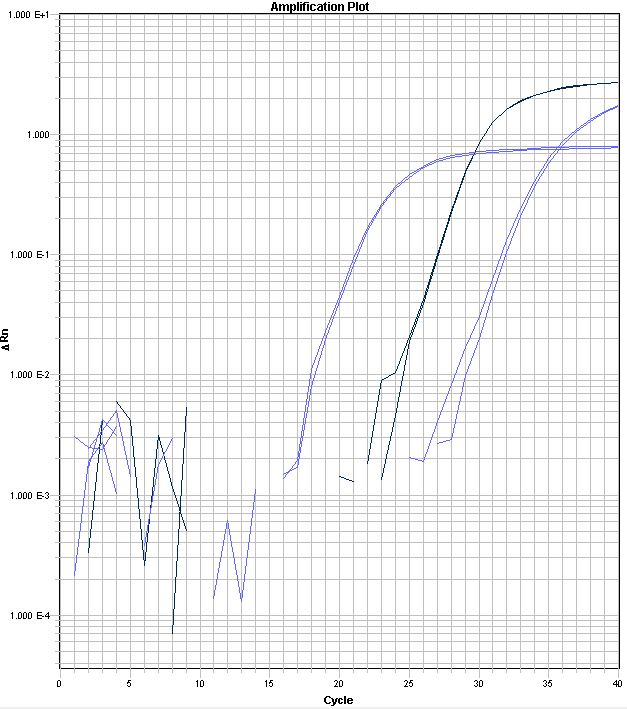 Amplification Plot
1.000 E+1
1.000
1.000 E-1
1.000 E-2
1.000 E-3
1.000 E-4
Δ Rn
0 5 10 15 20 25 30 35 40
Cycle